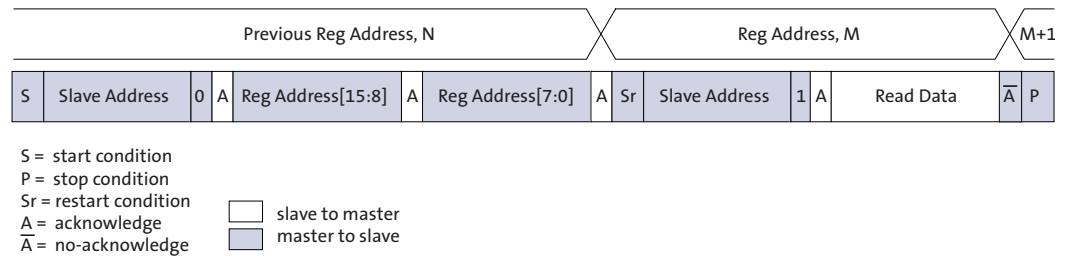 Previous Reg Address, N Reg Address, M M+1
S Slave Address 0 A Reg Address[15:8] A Reg Address[7:0] A Sr Slave Address 1 A Read Data A̅ P
S = start condition
P = stop condition
Sr = restart condition
A = acknowledge
A̅ = no-acknowledge
slave to master
master to slave